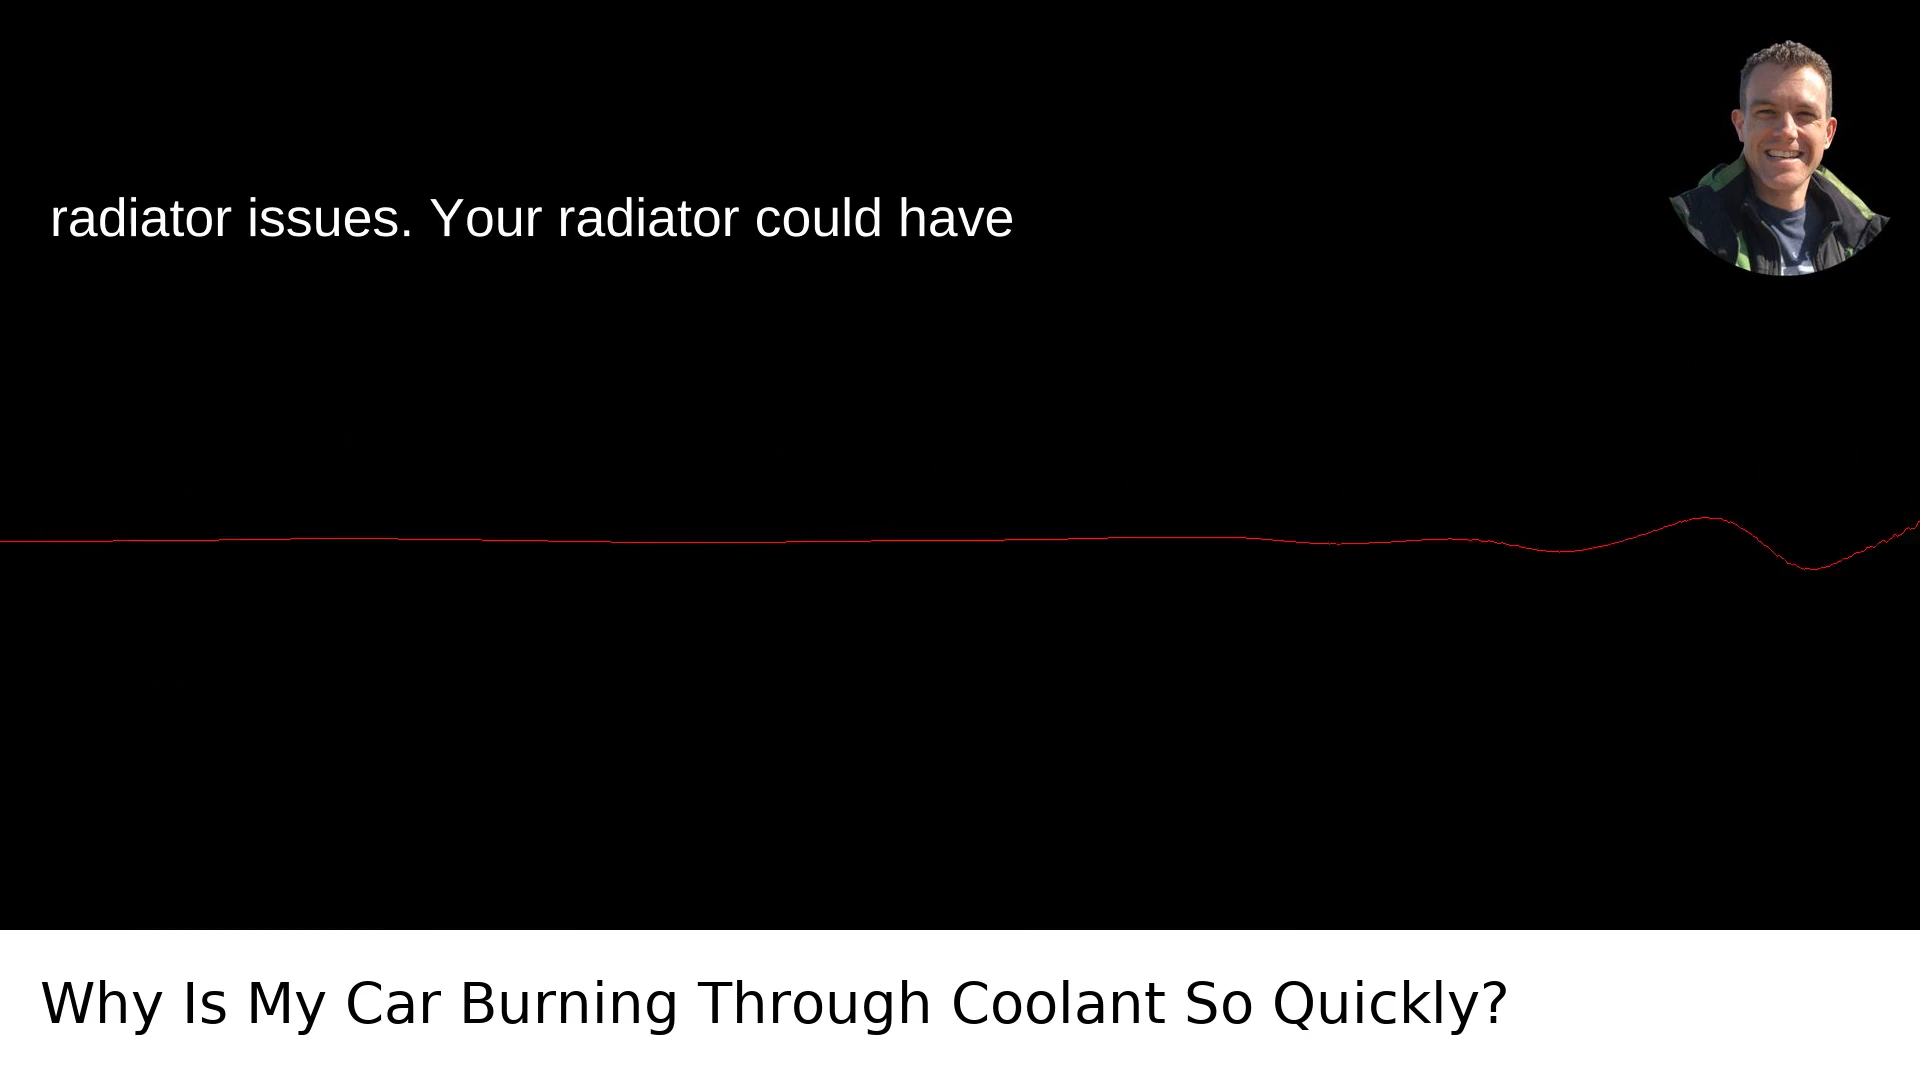 radiator issues. Your radiator could have
Why Is My Car Burning Through Coolant So Quickly?